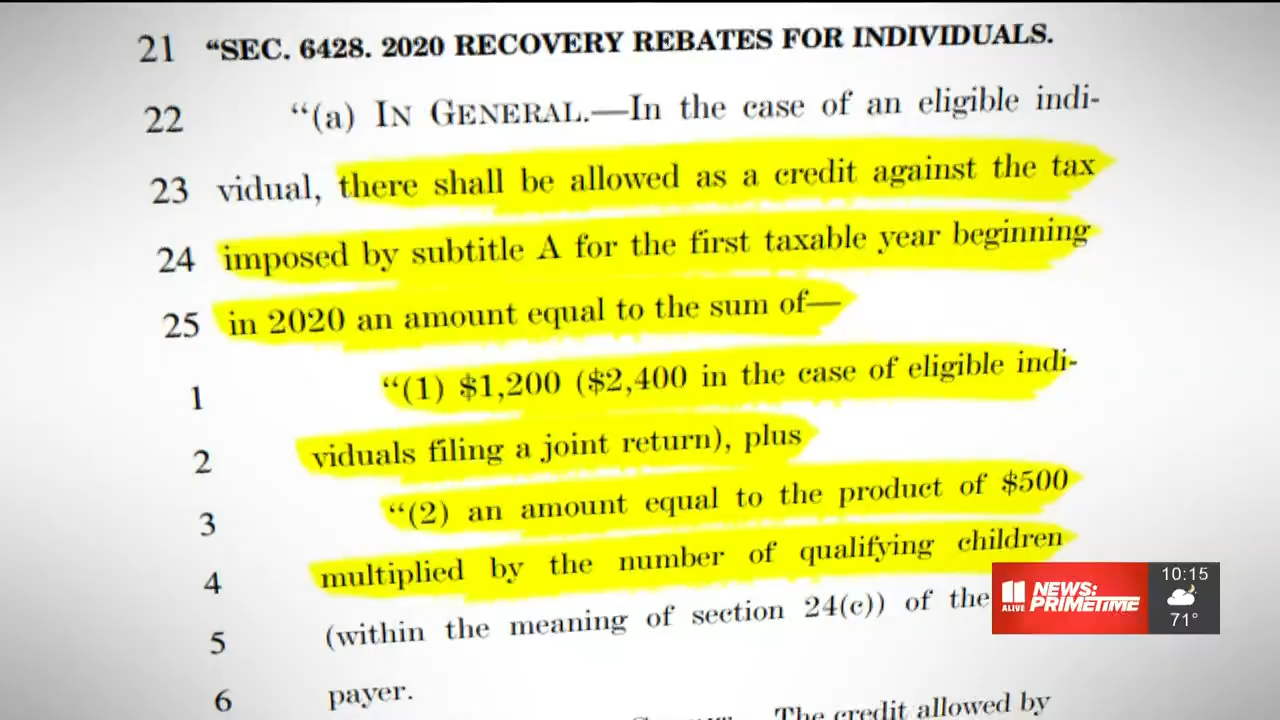 21 “SEC. 6428. 2020 RECOVERY REBATES FOR INDIVIDUALS.
22 “(a) IN GENERAL.—In the case of an eligible indi-
23 vidual, there shall be allowed as a credit against the tax
24 imposed by subtitle A for the first taxable year beginning
25 in 2020 an amount equal to the sum of—
1 “(1) $1,200 ($2,400 in the case of eligible indi-
2 viduals filing a joint return), plus
3 “(2) an amount equal to the product of $500
4 multiplied by the number of qualifying children
5 (within the meaning of section 24(c)) of the
6 payer.
The credit allowed by
11 ALIVE NEWS: PRIMETIME
10:15
71°